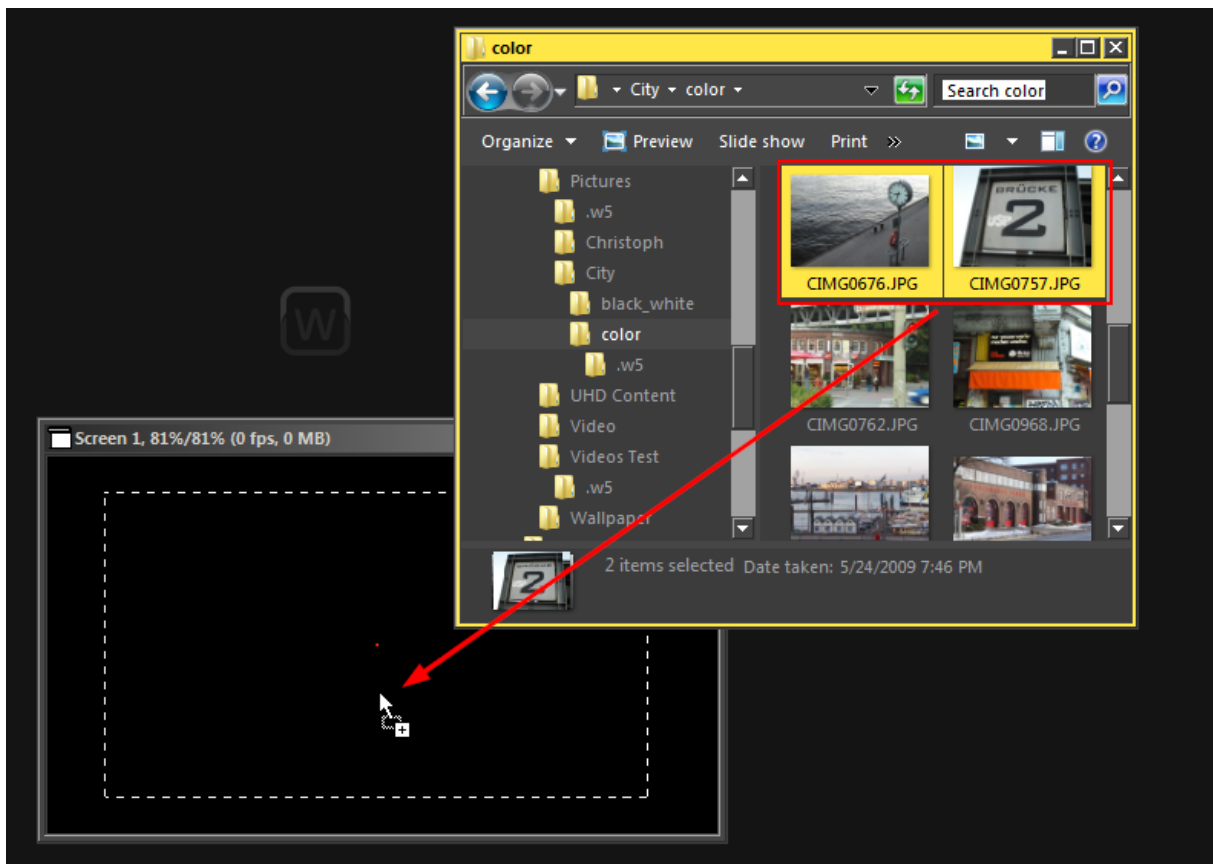 color
City color
Search color
Organize Preview Slide show Print »
Pictures
.w5
Christoph
City
black_white
color
.w5
UHD Content
Video
Videos Test
.w5
Wallpaper
BRÜCKE
2
CIMG0676.JPG CIMG0757.JPG
CIMG0762.JPG CIMG0968.JPG
2 items selected Date taken: 5/24/2009 7:46 PM
2
W
Screen 1, 81%/81% (0 fps, 0 MB)